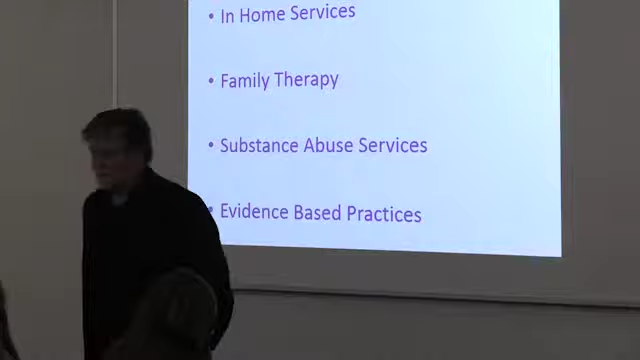 • In Home Services
• Family Therapy
• Substance Abuse Services
• Evidence Based Practices